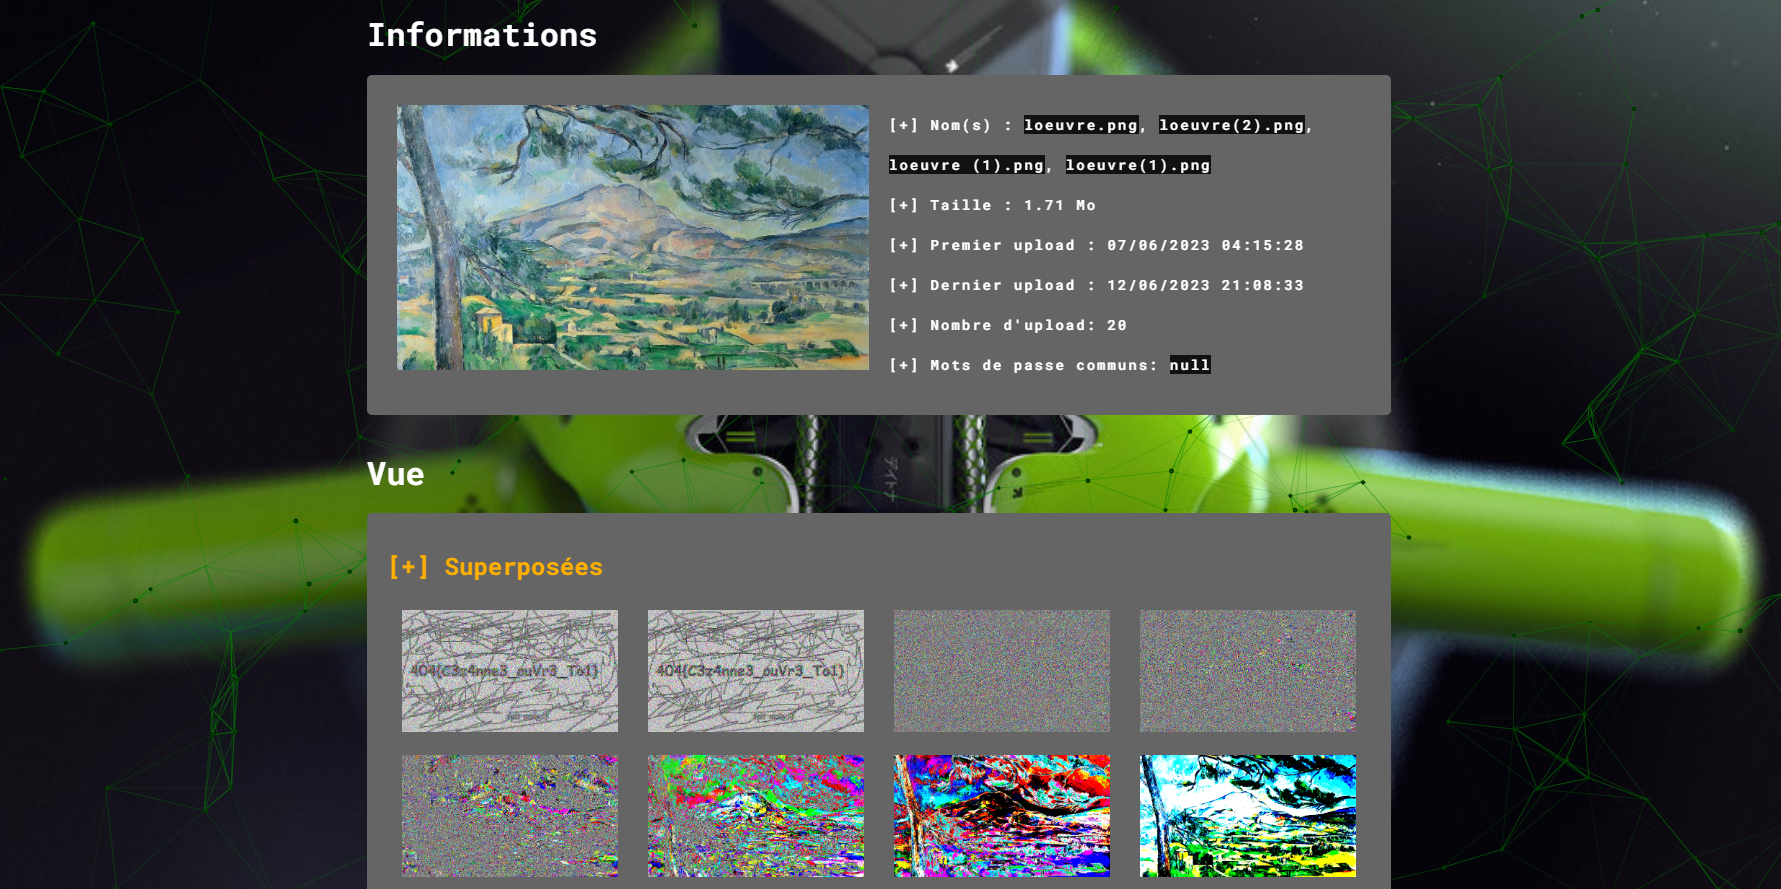 Informations
[+] Nom(s) : loeuvre.png, loeuvre(2).png,
loeuvre (1).png, loeuvre(1).png
[+] Taille : 1.71 Mo
[+] Premier upload : 07/06/2023 04:15:28
[+] Dernier upload : 12/06/2023 21:08:33
[+] Nombre d'upload: 20
[+] Mots de passe communs: null
Vue
[+] Superposées
404{C3z4nne3_ouVr3_To1}
404{C3z4nne3_ouVr3_To1}